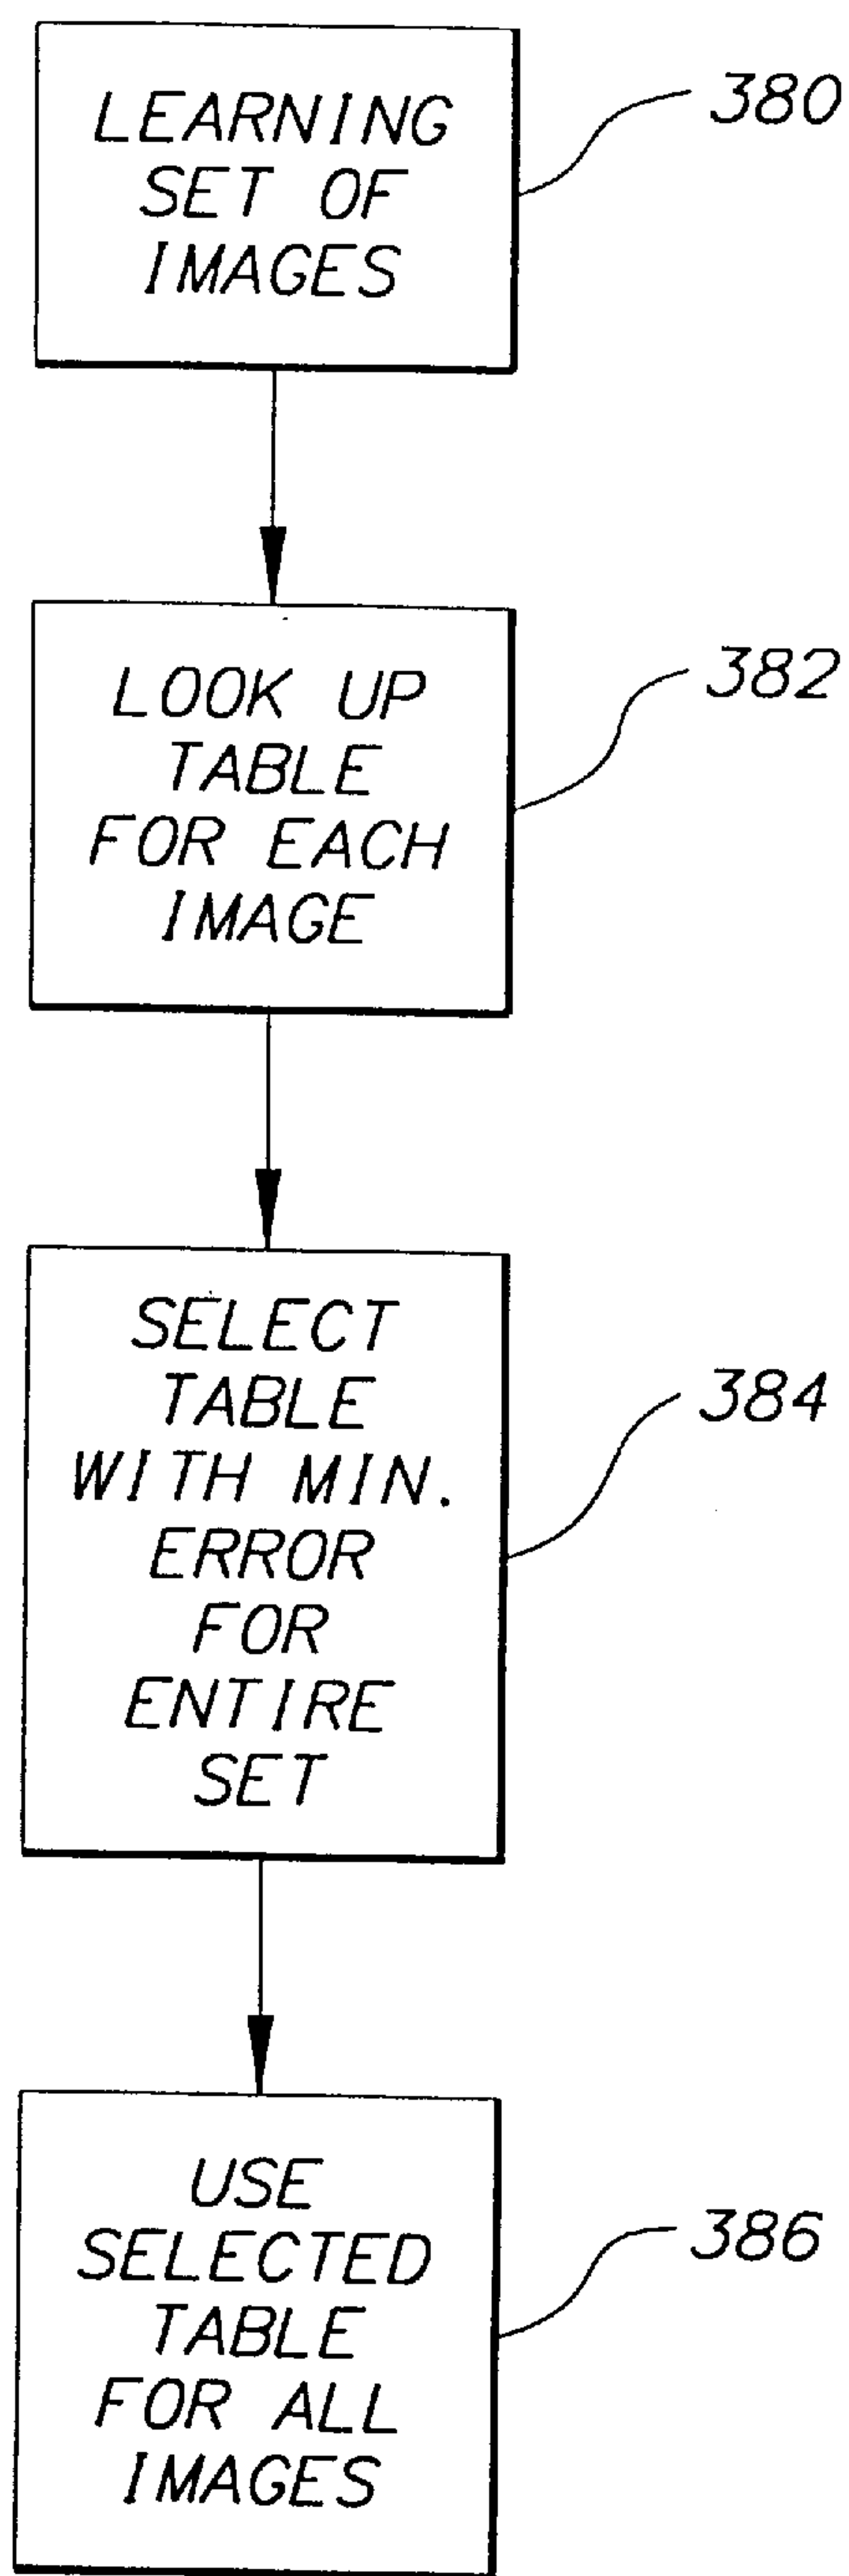 LEARNING
SET OF
IMAGES
380
LOOK UP
TABLE
FOR EACH
IMAGE
382
SELECT
TABLE
WITH MIN.
ERROR
FOR
ENTIRE
SET
384
USE
SELECTED
TABLE
FOR ALL
IMAGES
386